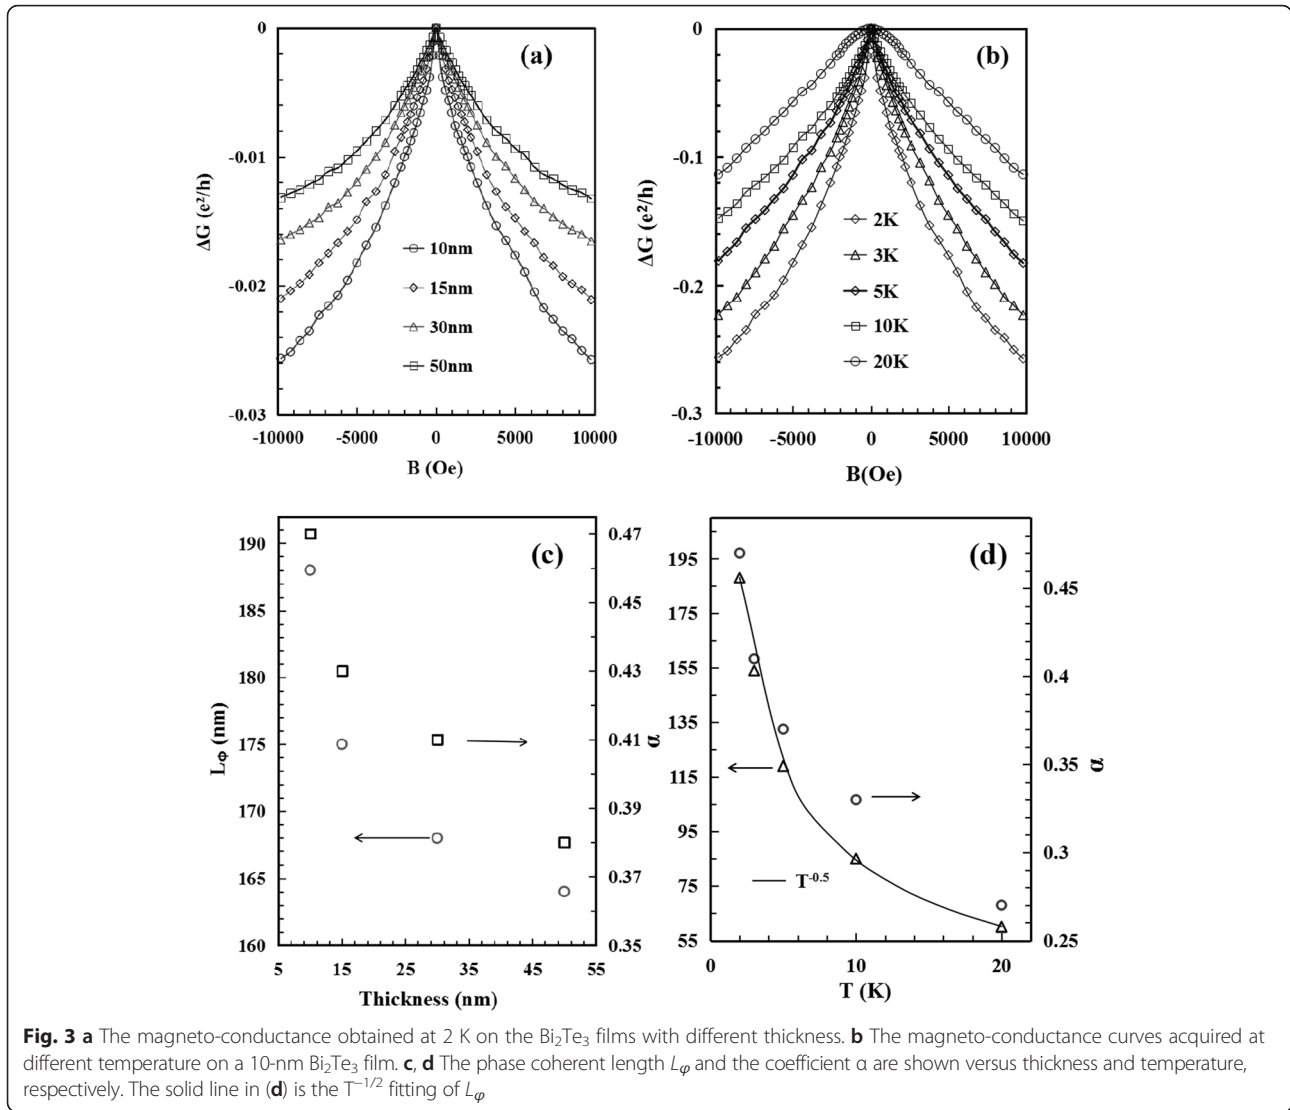 (a)
0
-0.01
-0.02
-0.03
ΔG (e²/h)
10nm
15nm
30nm
50nm
-10000 -5000 0 5000 10000
B (Oe)
(b)
0
-0.1
-0.2
-0.3
ΔG (e²/h)
2K
3K
5K
10K
20K
-10000 -5000 0 5000 10000
B(Oe)
(c)
190
185
180
175
170
165
160
LΦ (nm)
0.47
0.45
0.43
0.41
0.39
0.37
0.35
α
5 15 25 35 45 55
Thickness (nm)
(d)
195
175
155
135
115
95
75
55
0.45
0.4
0.35
0.3
0.25
α
T-0.5
0 10 20
T (K)
Fig. 3 a The magneto-conductance obtained at 2 K on the Bi₂Te₃ films with different thickness. b The magneto-conductance curves acquired at
different temperature on a 10-nm Bi₂Te₃ film. c, d The phase coherent length Lφ and the coefficient α are shown versus thickness and temperature,
respectively. The solid line in (d) is the T⁻¹/² fitting of Lφ